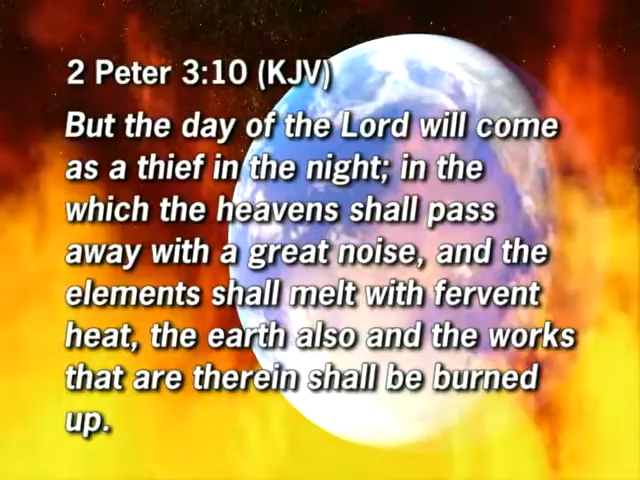 2 Peter 3:10 (KJV)
But the day of the Lord will come
as a thief in the night; in the
which the heavens shall pass
away with a great noise, and the
elements shall melt with fervent
heat, the earth also and the works
that are therein shall be burned
up.